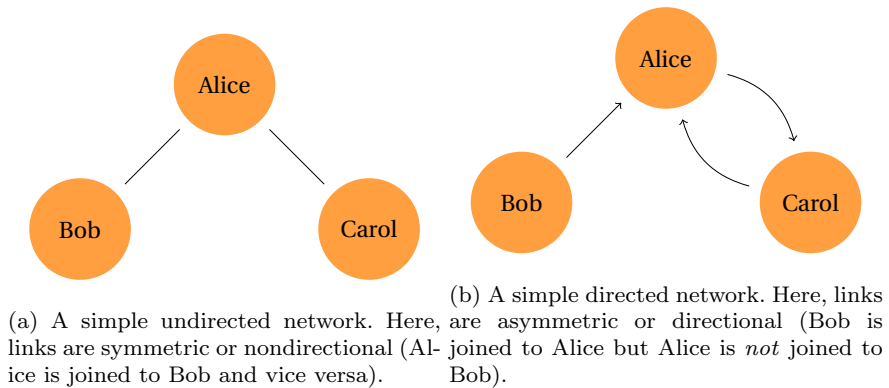 Alice
Bob
Carol
(a) A simple undirected network. Here,
links are symmetric or nondirectional (Al-
ice is joined to Bob and vice versa).
Alice
Bob
Carol
(b) A simple directed network. Here, links
are asymmetric or directional (Bob is
joined to Alice but Alice is not joined to
Bob).